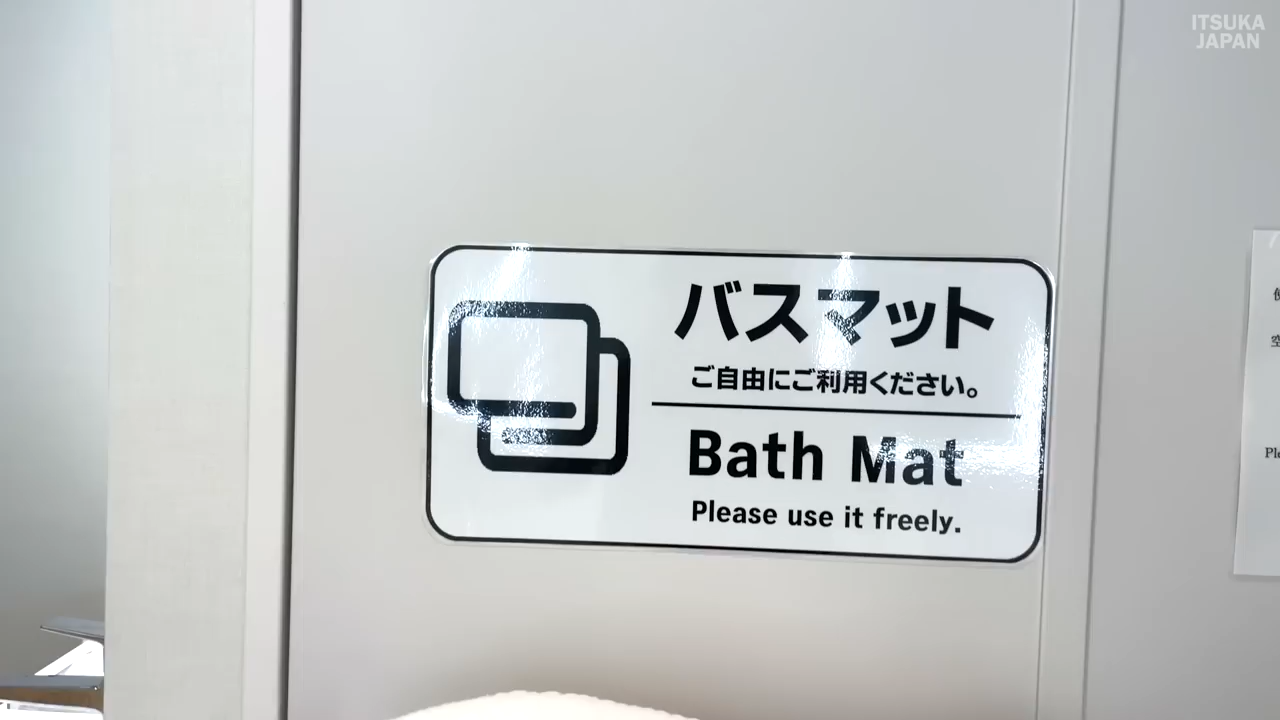 ITSUKA
JAPAN
バスマット
ご自由にご利用ください。
Bath Mat
Please use it freely.